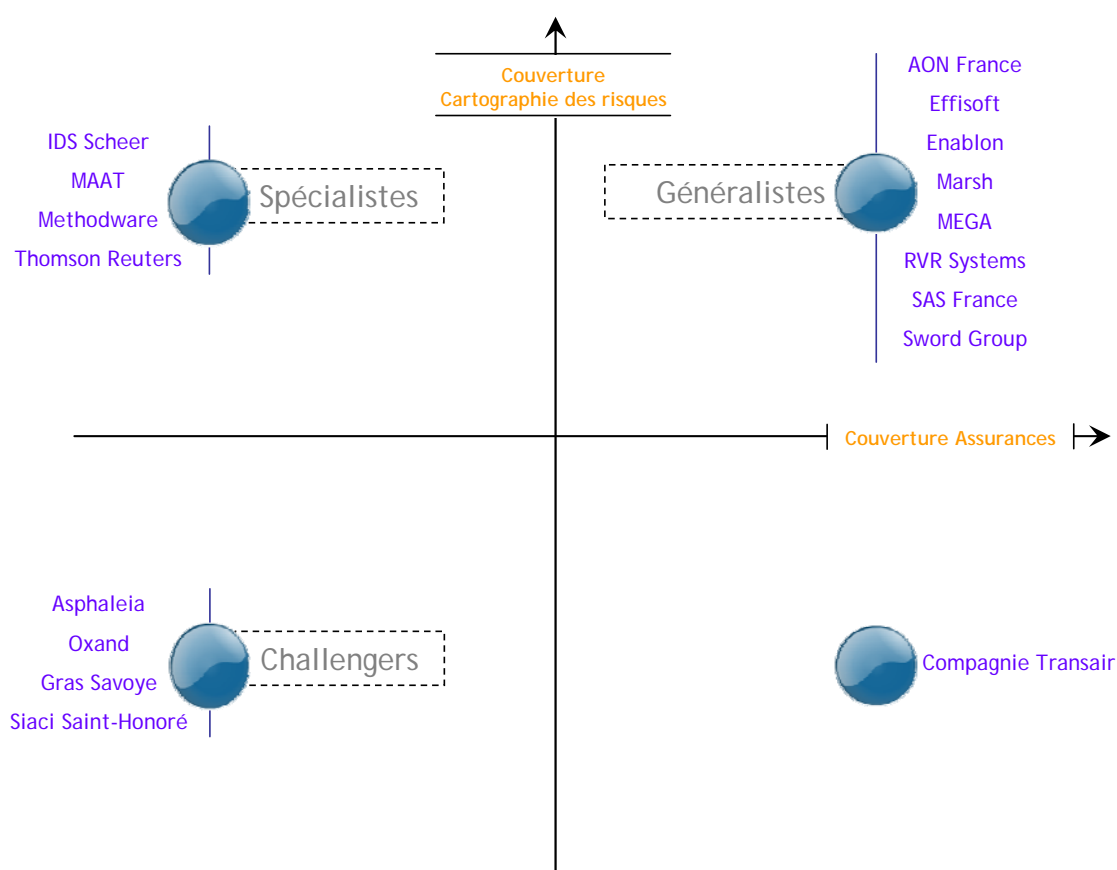 Couverture
Cartographie des risques
IDS Scheer
MAAT
Methodware
Thomson Reuters
Spécialistes
Généralistes
AON France
Effisoft
Enablon
Marsh
MEGA
RVR Systems
SAS France
Sword Group
Couverture Assurances
Asphaleia
Oxand
Gras Savoye
Siaci Saint-Honoré
Challengers
Compagnie Transair